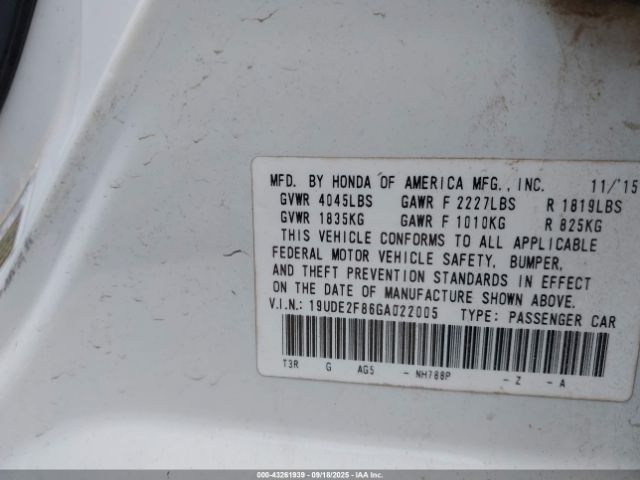 MFD. BY HONDA OF AMERICA MFG., INC. 11/'15
GVWR 4045LBS GAWR F 2227LBS R 1819LBS
GVWR 1835KG GAWR F 1010KG R 825KG
THIS VEHICLE CONFORMS TO ALL APPLICABLE
FEDERAL MOTOR VEHICLE SAFETY, BUMPER,
AND THEFT PREVENTION STANDARDS IN EFFECT
ON THE DATE OF MANUFACTURE SHOWN ABOVE.
V.I.N.: 19UDE2F86GA022005 TYPE: PASSENGER CAR
T3R G AG5 - NH788P - Z - A
000-43261939 - 09/18/2025 - IAAI.COM